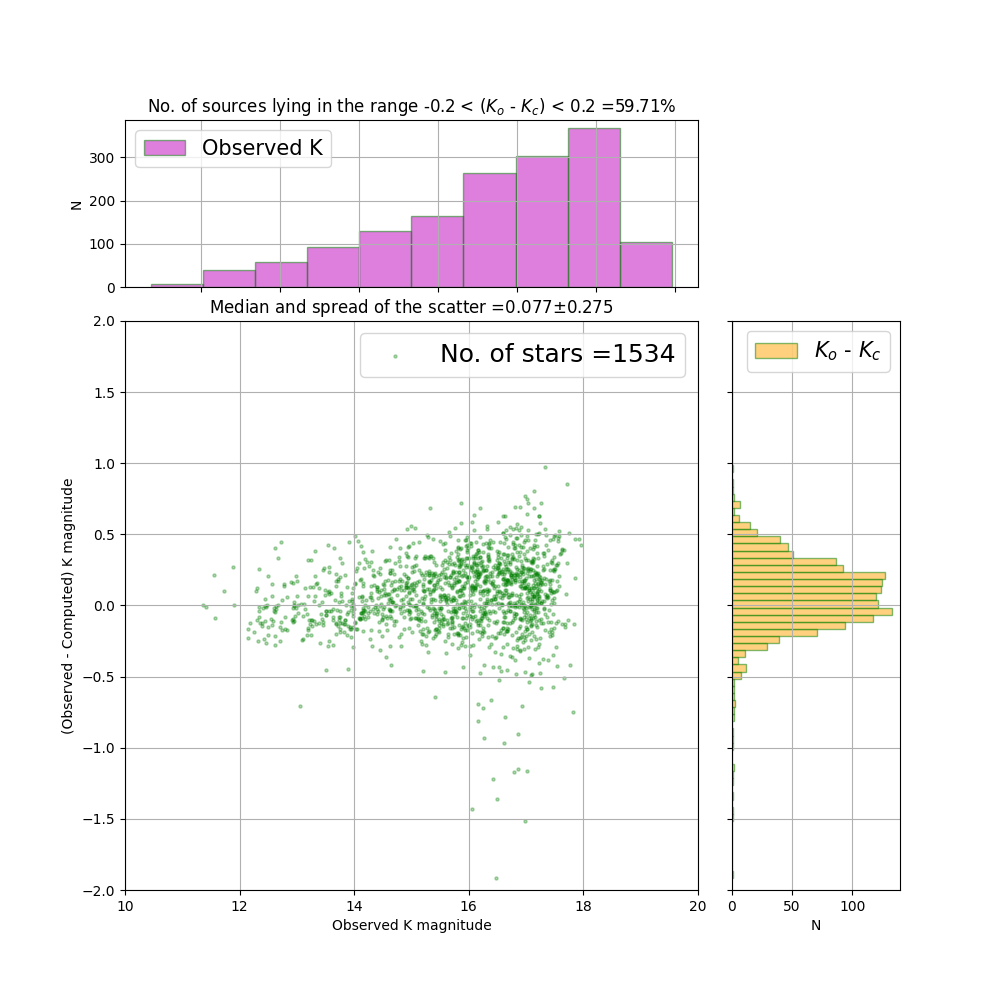 No. of sources lying in the range -0.2 < (K_o - K_c) < 0.2 =59.71%
Observed K
300
200
100
0
N
Median and spread of the scatter =0.077±0.275
No. of stars =1534
2.0
1.5
1.0
0.5
0.0
−0.5
−1.0
−1.5
−2.0
(Observed - Computed) K magnitude
10 12 14 16 18 20
Observed K magnitude
K_o - K_c
0 50 100
N